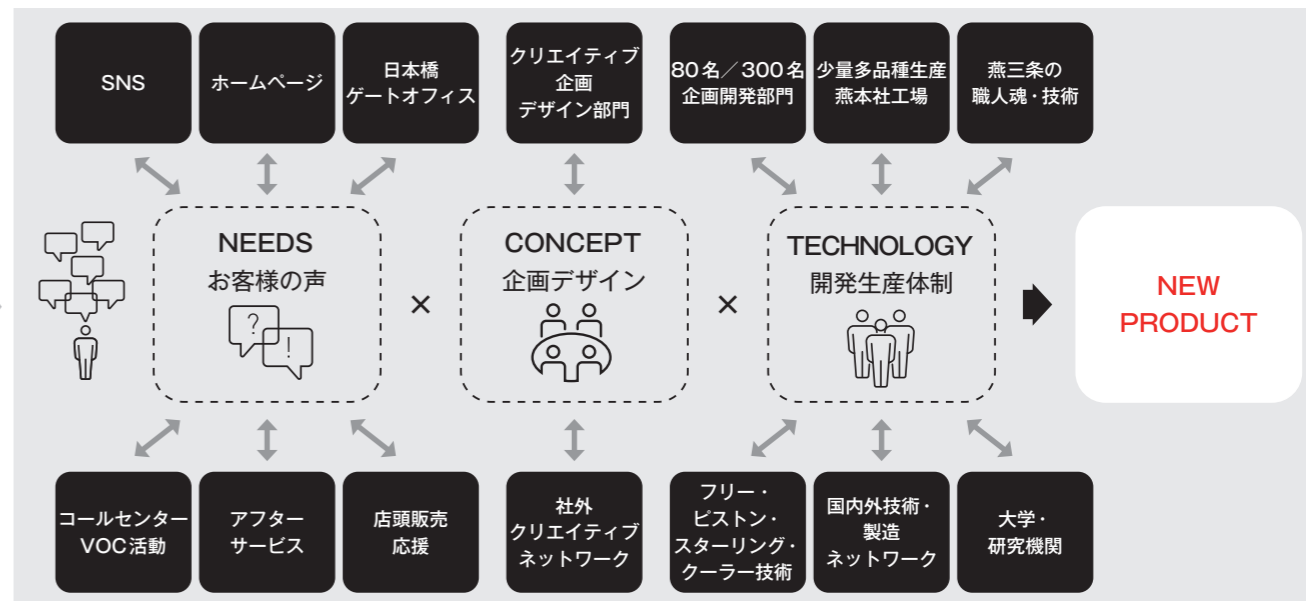 SNS
ホームページ
日本橋
ゲートオフィス
クリエイティブ
企画
デザイン部門
80名／300名
企画開発部門
少量多品種生産
燕本社工場
燕三条の
職人魂・技術
NEEDS
お客様の声
?
!
×
CONCEPT
企画デザイン
×
TECHNOLOGY
開発生産体制
NEW
PRODUCT
コールセンター
VOC活動
アフター
サービス
店頭販売
応援
社外
クリエイティブ
ネットワーク
フリー・
ピストン・
スターリング・
クーラー技術
国内外技術・
製造
ネットワーク
大学・
研究機関